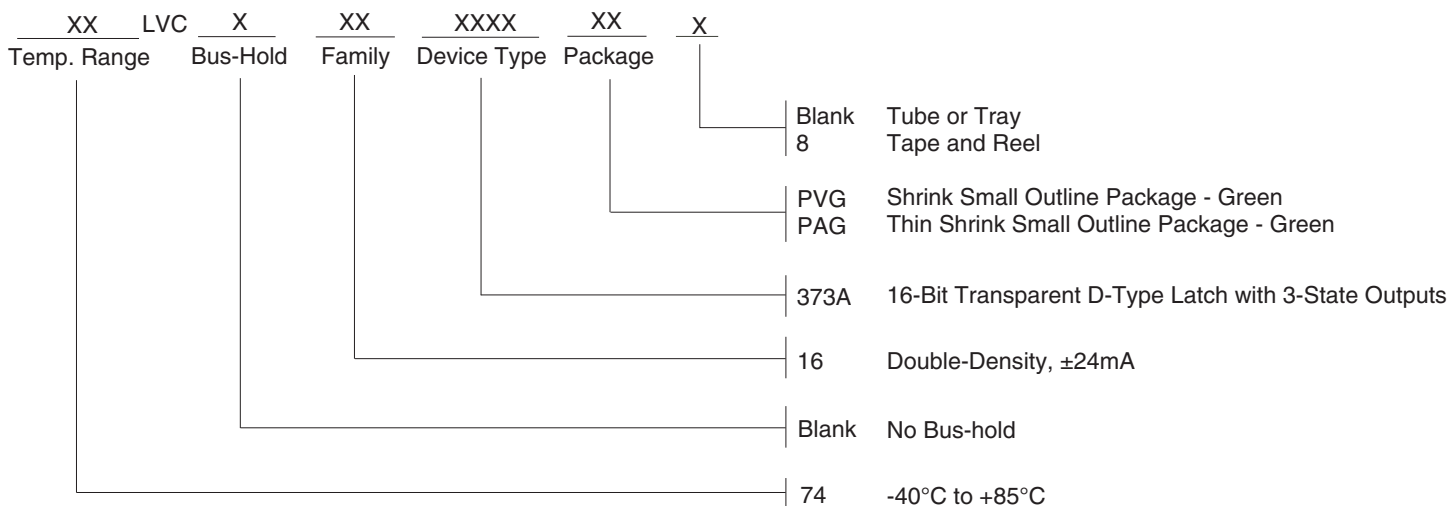 XX LVC X XX XXXX XX X
Temp. Range Bus-Hold Family Device Type Package
Blank Tube or Tray
8 Tape and Reel
PVG Shrink Small Outline Package - Green
PAG Thin Shrink Small Outline Package - Green
373A 16-Bit Transparent D-Type Latch with 3-State Outputs
16 Double-Density, ±24mA
Blank No Bus-hold
74 -40°C to +85°C